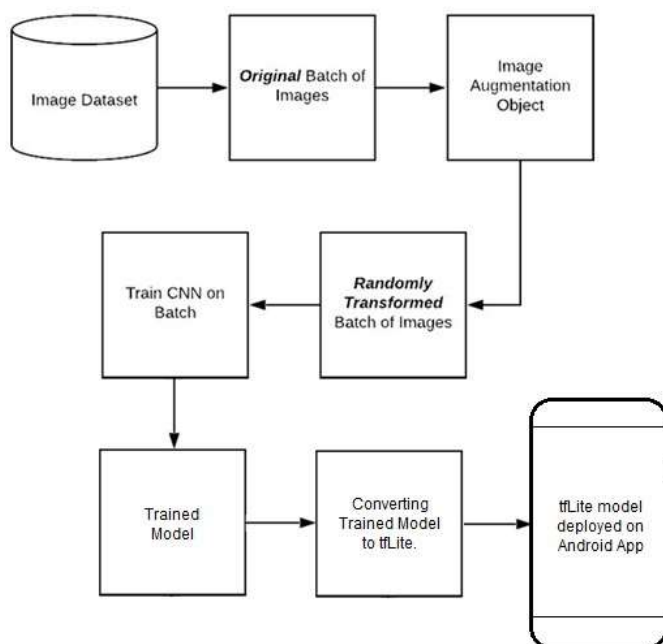 Image Dataset
Original Batch of
Images
Image
Augmentation
Object
Train CNN on
Batch
Randomly
Transformed
Batch of Images
Trained
Model
Converting
Trained Model
to tfLite.
tfLite model
deployed on
Android App